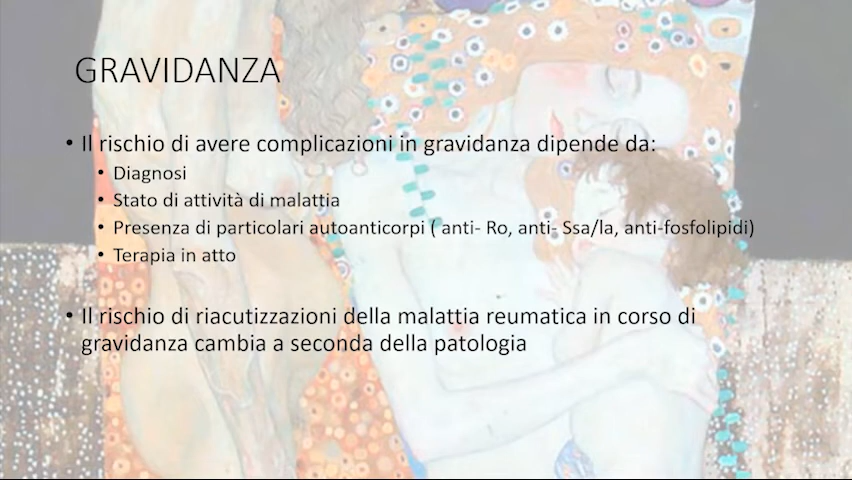 GRAVIDANZA
• Il rischio di avere complicazioni in gravidanza dipende da:
• Diagnosi
• Stato di attività di malattia
• Presenza di particolari autoanticorpi ( anti- Ro, anti- Ssa/la, anti-fosfolipidi)
• Terapia in atto
• Il rischio di riacutizzazioni della malattia reumatica in corso di
gravidanza cambia a seconda della patologia